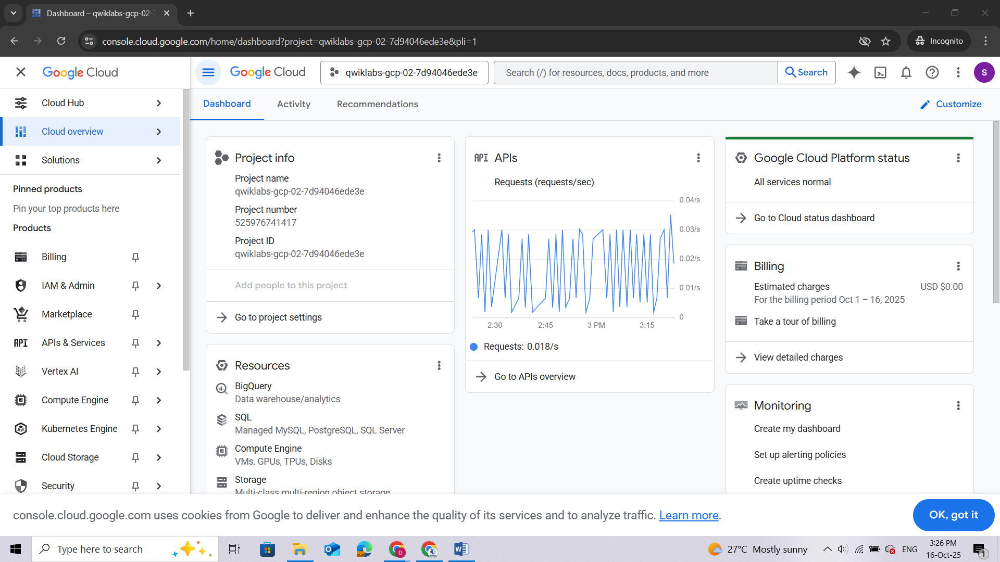 Dashboard – qwiklabs-gcp-02-
console.cloud.google.com/home/dashboard?project=qwiklabs-gcp-02-7d94046ede3e&pli=1
Incognito
Google Cloud
Google Cloud
qwiklabs-gcp-02-7d94046ede3e
Search (/) for resources, docs, products, and more
Search
S
Cloud Hub
Cloud overview
Solutions
Pinned products
Pin your top products here
Products
Billing
IAM & Admin
Marketplace
API
APIs & Services
Vertex AI
Compute Engine
Kubernetes Engine
Cloud Storage
Security
Dashboard
Activity
Recommendations
Customize
Project info
Project name
qwiklabs-gcp-02-7d94046ede3e
Project number
525976741417
Project ID
qwiklabs-gcp-02-7d94046ede3e
Add people to this project
Go to project settings
Resources
BigQuery
Data warehouse/analytics
SQL
Managed MySQL, PostgreSQL, SQL Server
Compute Engine
VMs, GPUs, TPUs, Disks
Storage
Multi-class multi-region object storage
API
APIs
Requests (requests/sec)
0.04/s
0.03/s
0.02/s
0.01/s
0
2:30
2:45
3 PM
3:15
Requests: 0.018/s
Go to APIs overview
Google Cloud Platform status
All services normal
Go to Cloud status dashboard
Billing
Estimated charges
USD $0.00
For the billing period Oct 1 – 16, 2025
Take a tour of billing
View detailed charges
Monitoring
Create my dashboard
Set up alerting policies
Create uptime checks
console.cloud.google.com uses cookies from Google to deliver and enhance the quality of its services and to analyze traffic. Learn more.
OK, got it
Type here to search
D
W
27°C Mostly sunny
ENG
3:26 PM
16-Oct-25
1